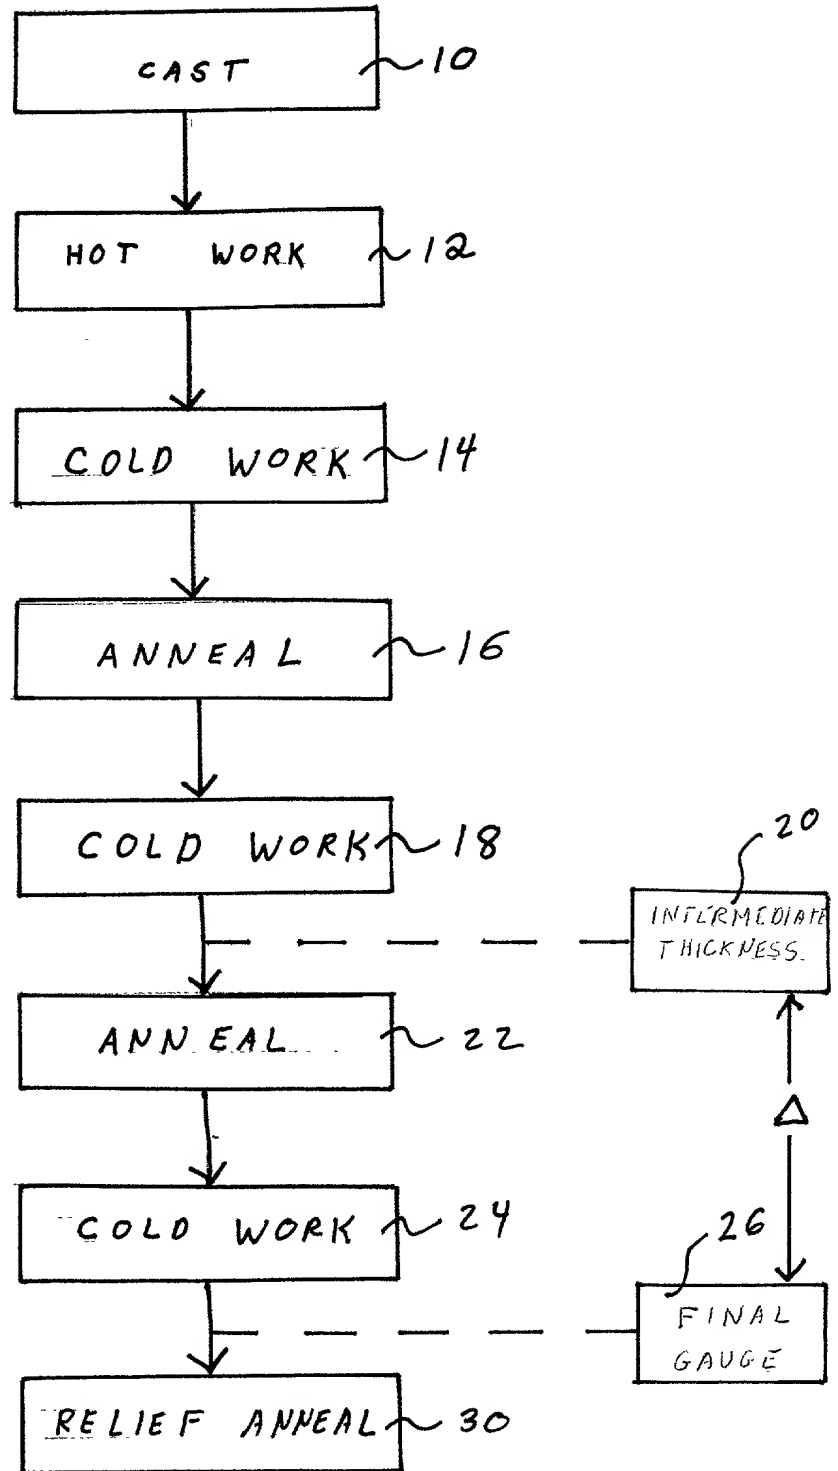 CAST 10
HOT WORK 12
COLD WORK 14
ANNEAL 16
COLD WORK 18
20
INTERMEDIATE
THICKNESS
ANNEAL 22
Δ
COLD WORK 24
26
FINAL
GAUGE
RELIEF ANNEAL 30